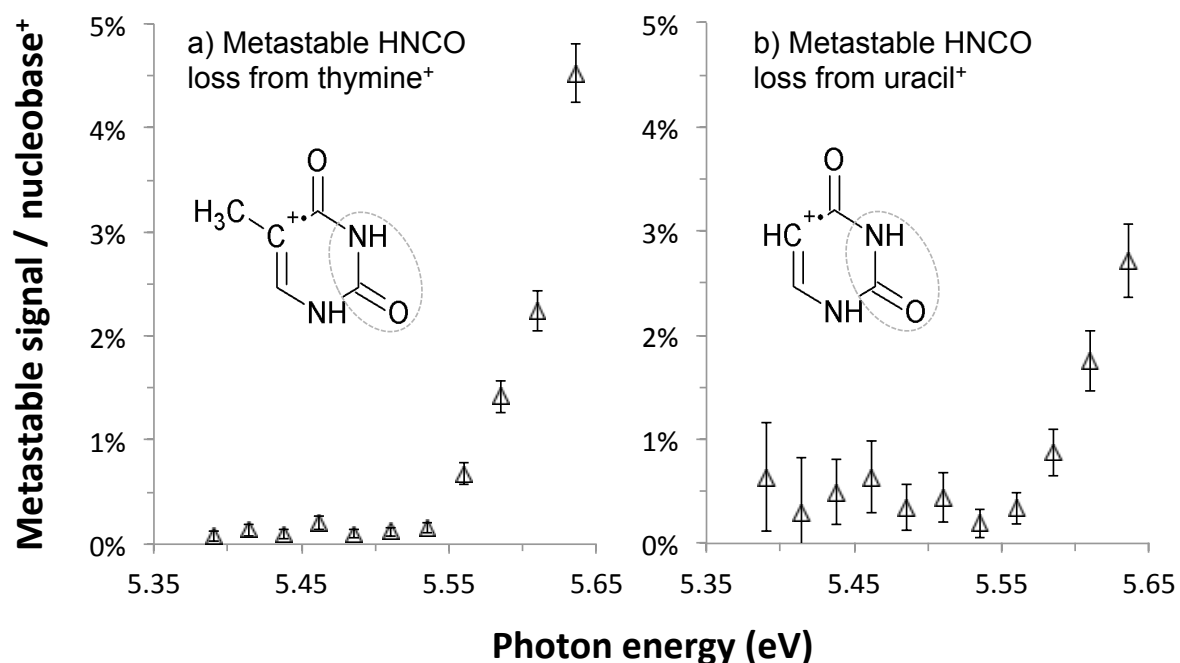 Metastable signal / nucleobase⁺
5%
4%
3%
2%
1%
0%
a) Metastable HNCO
loss from thymine⁺
O
H₃C
C
+•
NH
NH
O
5.35
5.45
5.55
5.65
5%
4%
3%
2%
1%
0%
b) Metastable HNCO
loss from uracil⁺
O
HC
+•
NH
NH
O
5.35
5.45
5.55
5.65
Photon energy (eV)